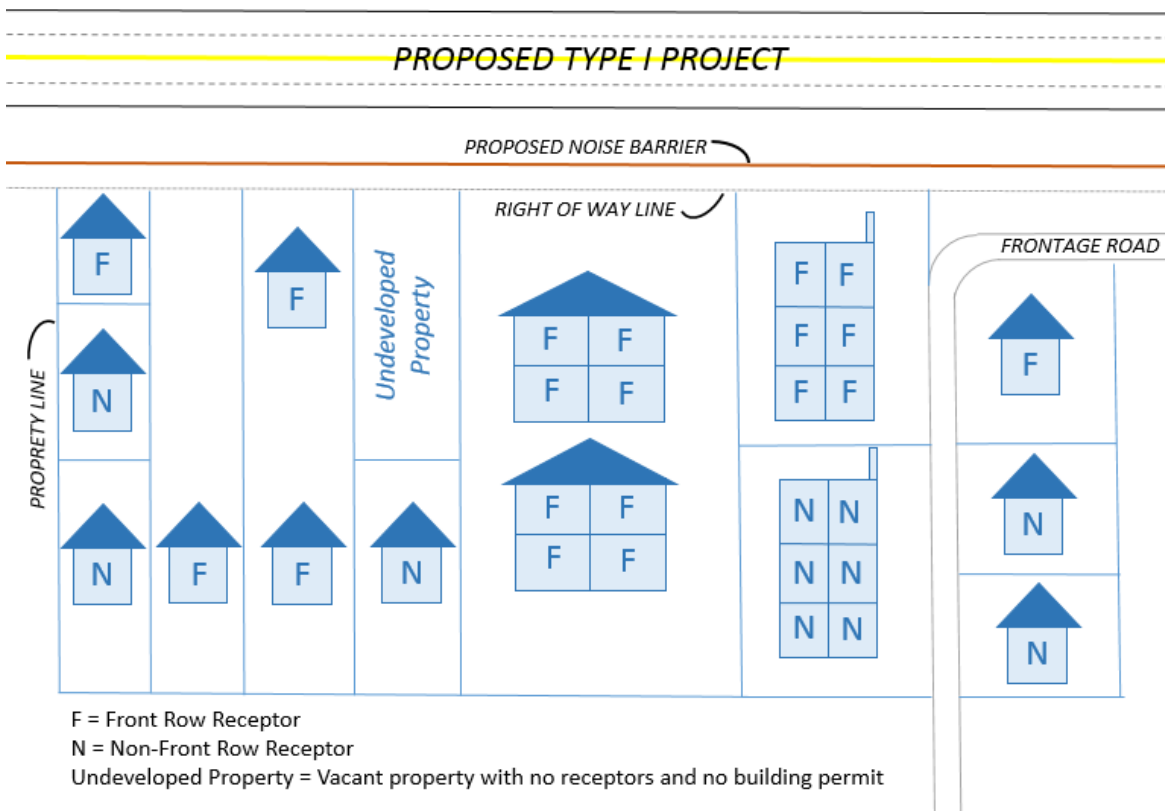 PROPOSED TYPE I PROJECT
PROPOSED NOISE BARRIER
RIGHT OF WAY LINE
FRONTAGE ROAD
F
F
Undeveloped
Property
F F
F F
F F
F F
F F
F
PROPRETY LINE
N
N
F
F
N
F F
F F
N N
N N
N N
N
N
F = Front Row Receptor
N = Non-Front Row Receptor
Undeveloped Property = Vacant property with no receptors and no building permit